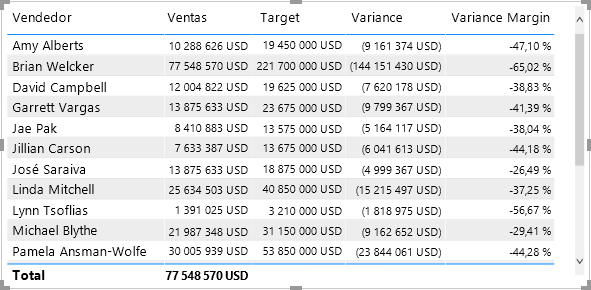 Vendedor Ventas Target Variance Variance Margin
Amy Alberts 10 288 626 USD 19 450 000 USD (9 161 374 USD) -47,10 %
Brian Welcker 77 548 570 USD 221 700 000 USD (144 151 430 USD) -65,02 %
David Campbell 12 004 822 USD 19 625 000 USD (7 620 178 USD) -38,83 %
Garrett Vargas 13 875 633 USD 23 675 000 USD (9 799 367 USD) -41,39 %
Jae Pak 8 410 883 USD 13 575 000 USD (5 164 117 USD) -38,04 %
Jillian Carson 7 633 387 USD 13 675 000 USD (6 041 613 USD) -44,18 %
José Saraiva 13 875 633 USD 18 875 000 USD (4 999 367 USD) -26,49 %
Linda Mitchell 25 634 503 USD 40 850 000 USD (15 215 497 USD) -37,25 %
Lynn Tsoflias 1 391 025 USD 3 210 000 USD (1 818 975 USD) -56,67 %
Michael Blythe 21 987 348 USD 31 150 000 USD (9 162 652 USD) -29,41 %
Pamela Ansman-Wolfe 30 005 939 USD 53 850 000 USD (23 844 061 USD) -44,28 %
Total 77 548 570 USD